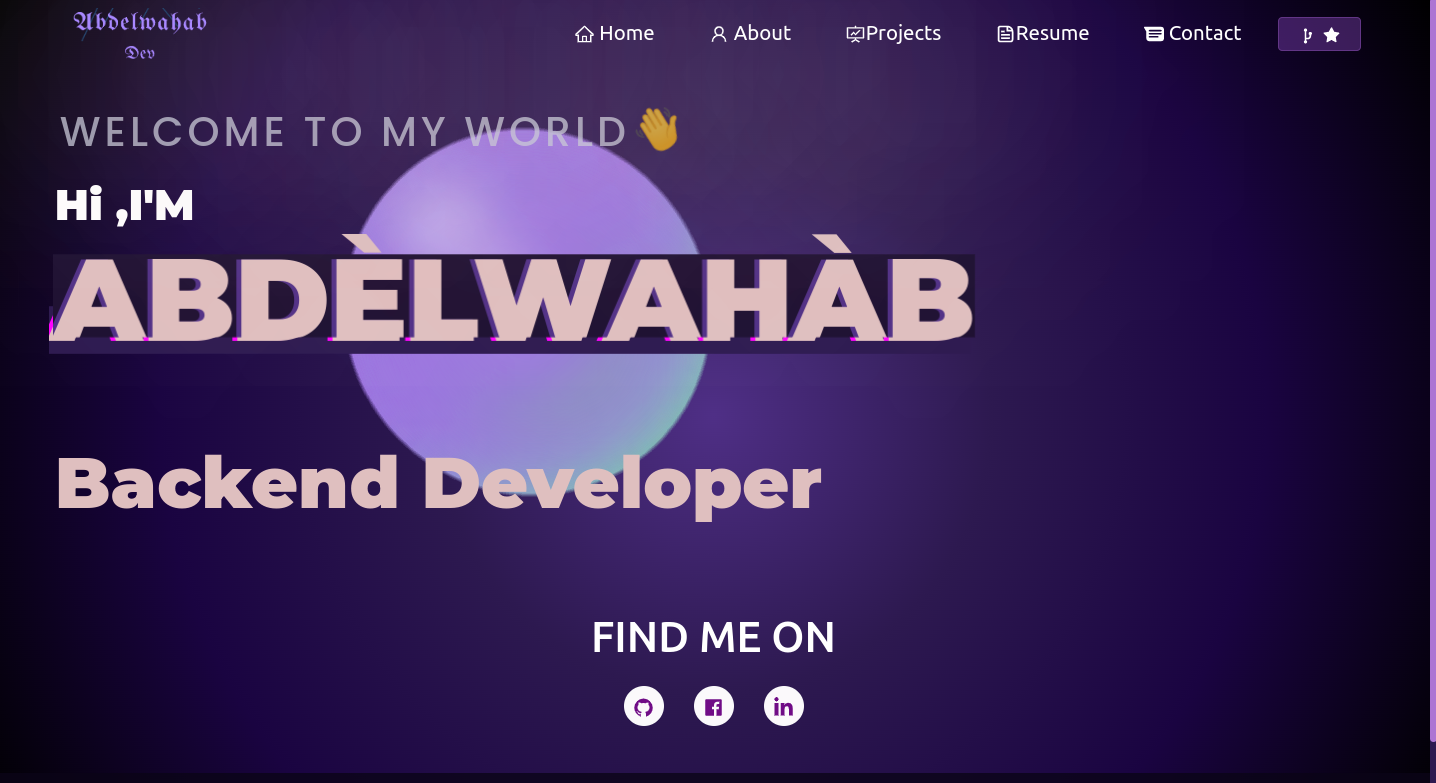 Abdelwahab
Dev
Home About Projects Resume Contact
WELCOME TO MY WORLD 👋
Hi ,I'M
ABDÈLWAHÀB
Backend Developer
FIND ME ON